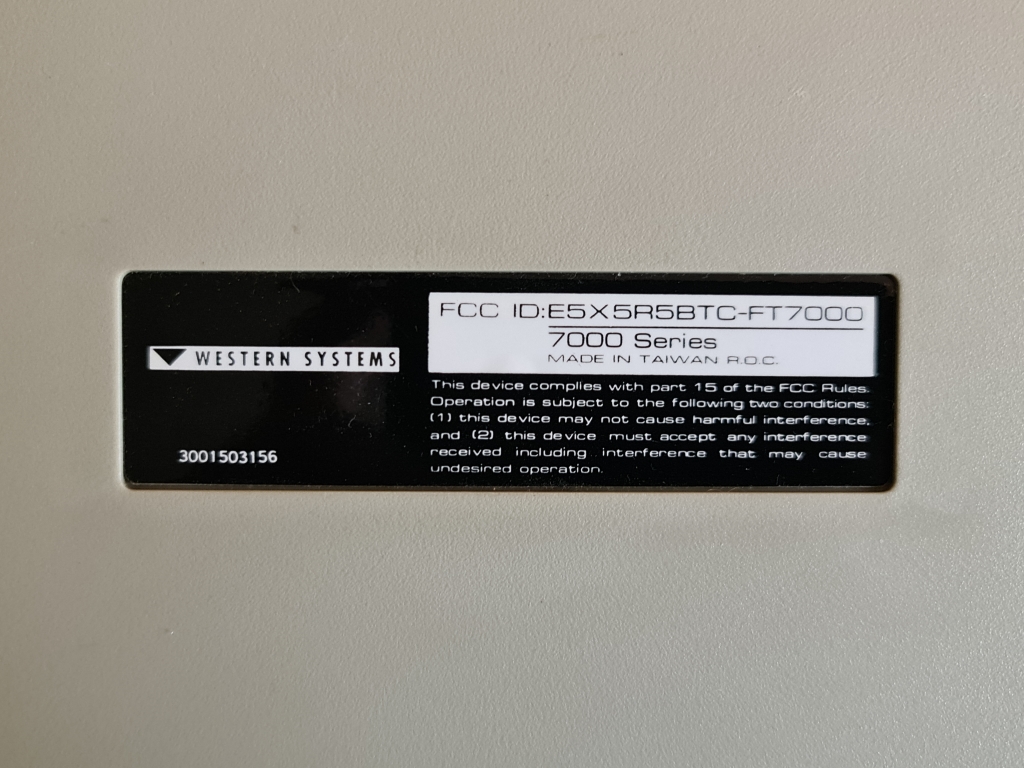 WESTERN SYSTEMS
3001503156
FCC ID:E5X5R5BTC-FT7000
7000 Series
MADE IN TAIWAN R.O.C.
This device complies with part 15 of the FCC Rules.
Operation is subject to the following two conditions:
(1) this device may not cause harmful interference,
and (2) this device must accept any interference
received including interference that may cause
undesired operation.